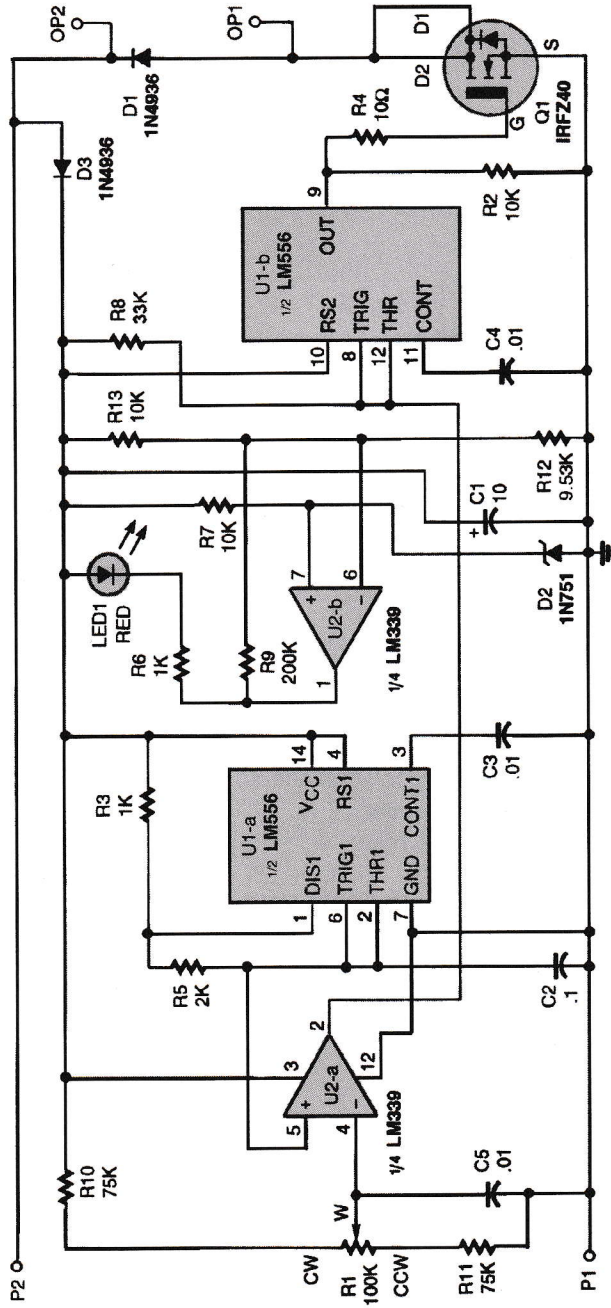 P2
R10
75K
CW
R1
100K
CCW
W
R11
75K
C5
.01
P1
5
4
3
12
2
+
−
U2-a
1/4 LM339
R5
2K
R3
1K
C2
.1
U1-a
1/2 LM556
DIS1
TRIG1
THR1
GND
VCC
RS1
CONT1
1
6
2
7
14
4
3
C3
.01
LED1
RED
R6
1K
R9
200K
1
7
6
+
−
U2-b
1/4 LM339
R7
10K
D2
1N751
C1
+
10
R13
10K
R12
9.53K
R8
33K
U1-b
1/2 LM556
RS2
TRIG
THR
CONT
OUT
10
8
12
11
9
C4
.01
D3
1N4936
D1
1N4936
OP2
OP1
R4
10Ω
R2
10K
G
D2
D1
S
Q1
IRFZ40